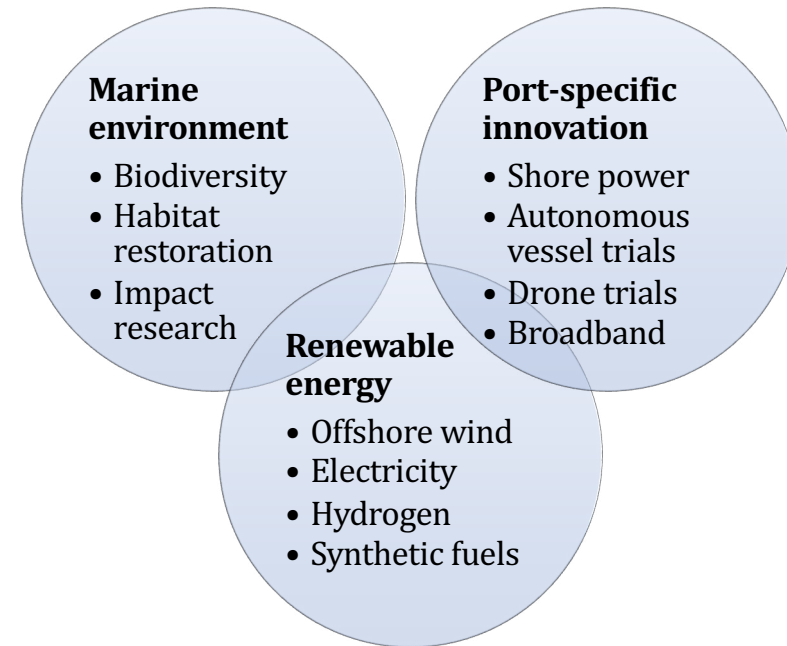 Marine
environment
• Biodiversity
• Habitat
restoration
• Impact
research
Port-specific
innovation
• Shore power
• Autonomous
vessel trials
• Drone trials
• Broadband
Renewable
energy
• Offshore wind
• Electricity
• Hydrogen
• Synthetic fuels